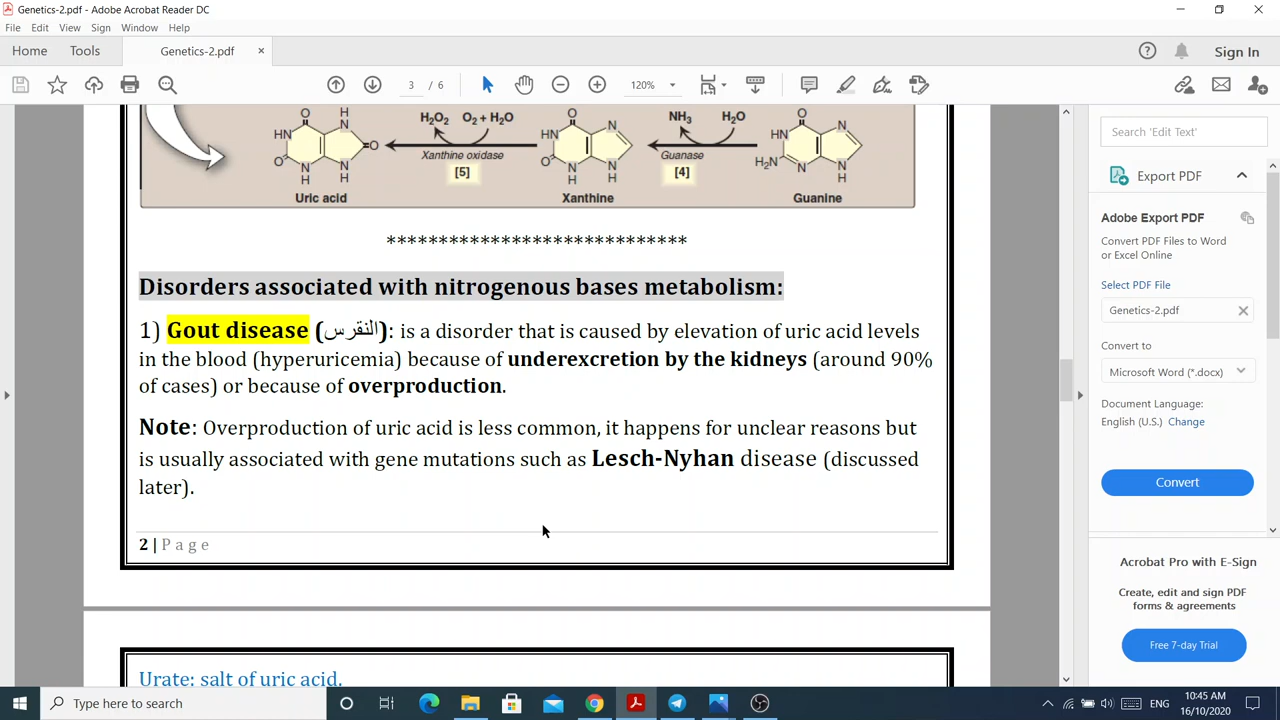 Genetics-2.pdf - Adobe Acrobat Reader DC
File Edit View Sign Window Help
Home Tools Genetics-2.pdf × Sign In
3 / 6 120%
H₂O₂ O₂ + H₂O NH₃ H₂O
Xanthine oxidase Guanase
[5] [4]
Uric acid Xanthine Guanine
****************************
Disorders associated with nitrogenous bases metabolism:
1) Gout disease (النقرس): is a disorder that is caused by elevation of uric acid levels
in the blood (hyperuricemia) because of underexcretion by the kidneys (around 90%
of cases) or because of overproduction.
Note: Overproduction of uric acid is less common, it happens for unclear reasons but
is usually associated with gene mutations such as Lesch-Nyhan disease (discussed
later).
2 | Page
Urate: salt of uric acid.
Search 'Edit Text'
Export PDF
Adobe Export PDF
Convert PDF Files to Word
or Excel Online
Select PDF File
Genetics-2.pdf
Convert to
Microsoft Word (*.docx)
Document Language:
English (U.S.) Change
Convert
Acrobat Pro with E-Sign
Create, edit and sign PDF
forms & agreements
Free 7-day Trial
Type here to search
ENG
10:45 AM
16/10/2020